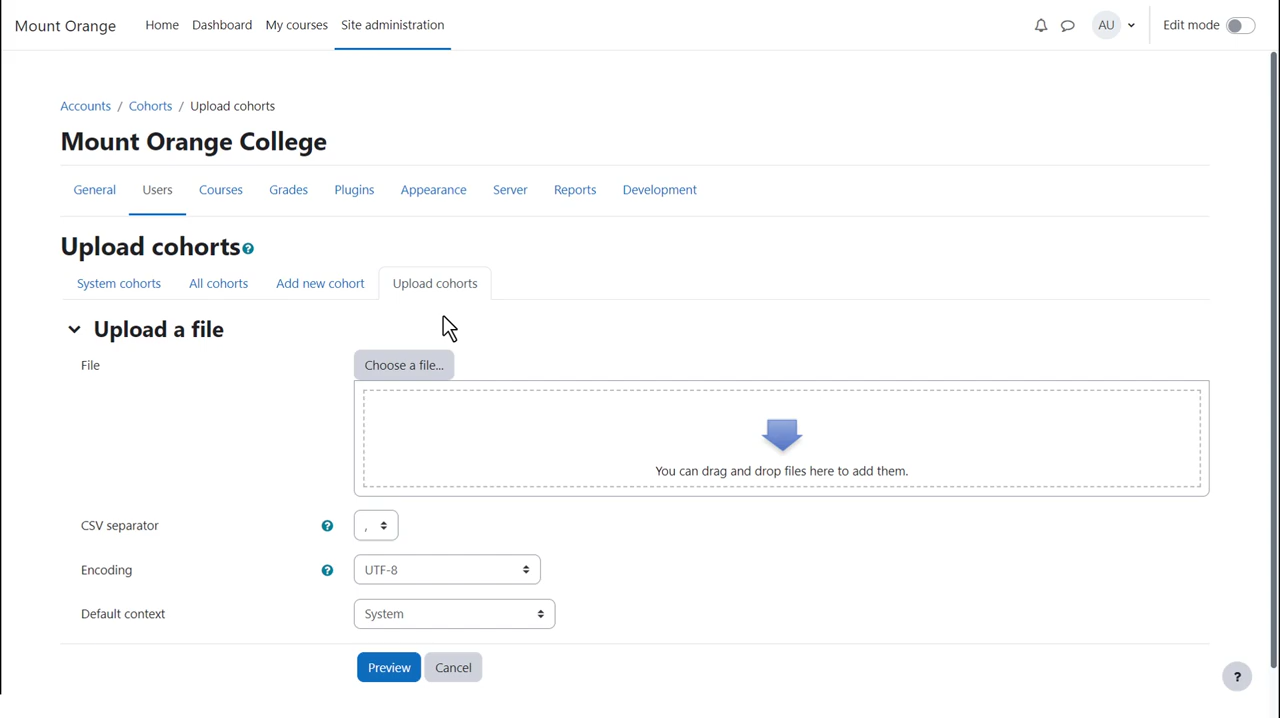 Mount Orange Home Dashboard My courses Site administration AU Edit mode
Accounts / Cohorts / Upload cohorts
Mount Orange College
General Users Courses Grades Plugins Appearance Server Reports Development
Upload cohorts ?
System cohorts All cohorts Add new cohort Upload cohorts
Upload a file
File Choose a file...
You can drag and drop files here to add them.
CSV separator ? ,
Encoding ? UTF-8
Default context System
Preview Cancel
?